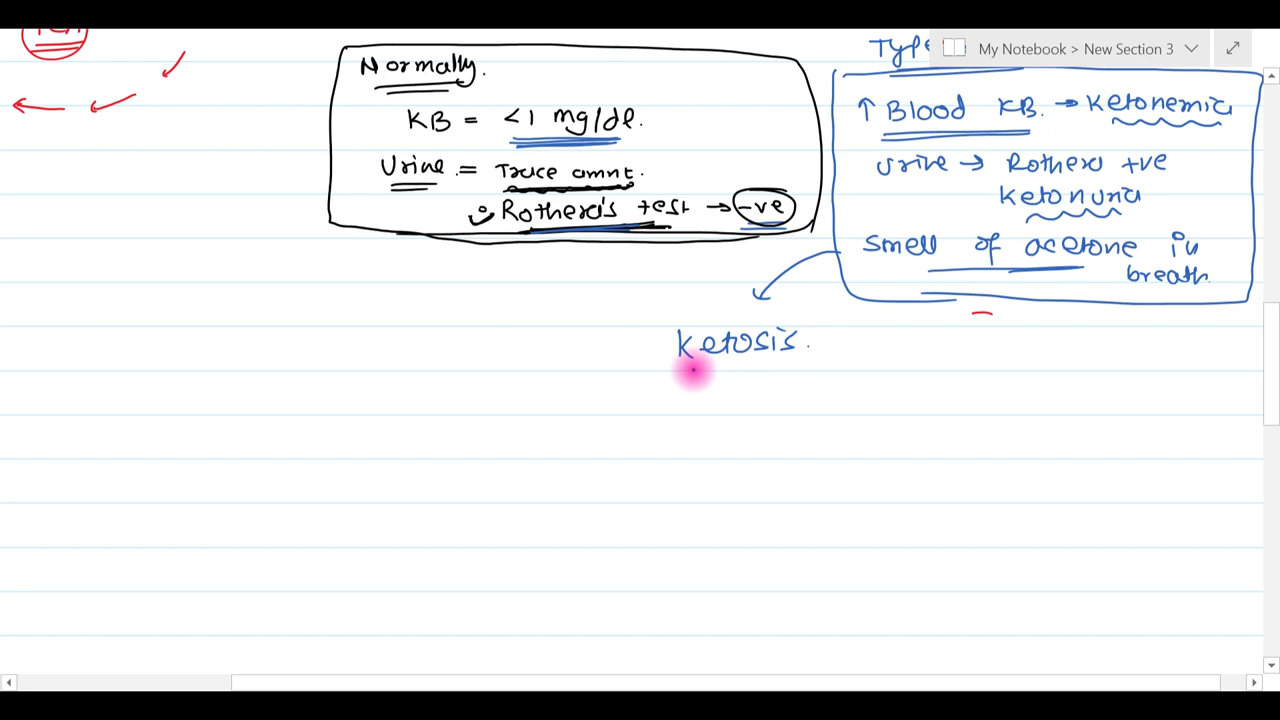 Type
My Notebook > New Section 3
Normally.
KB = <1 mg/dl.
Urine = Trace amnt.
Rothera's test → -ve
↑ Blood KB. → Ketonemia
Urine → Rothera +ve
Ketonuria
Smell of acetone in
breath.
Ketosis.